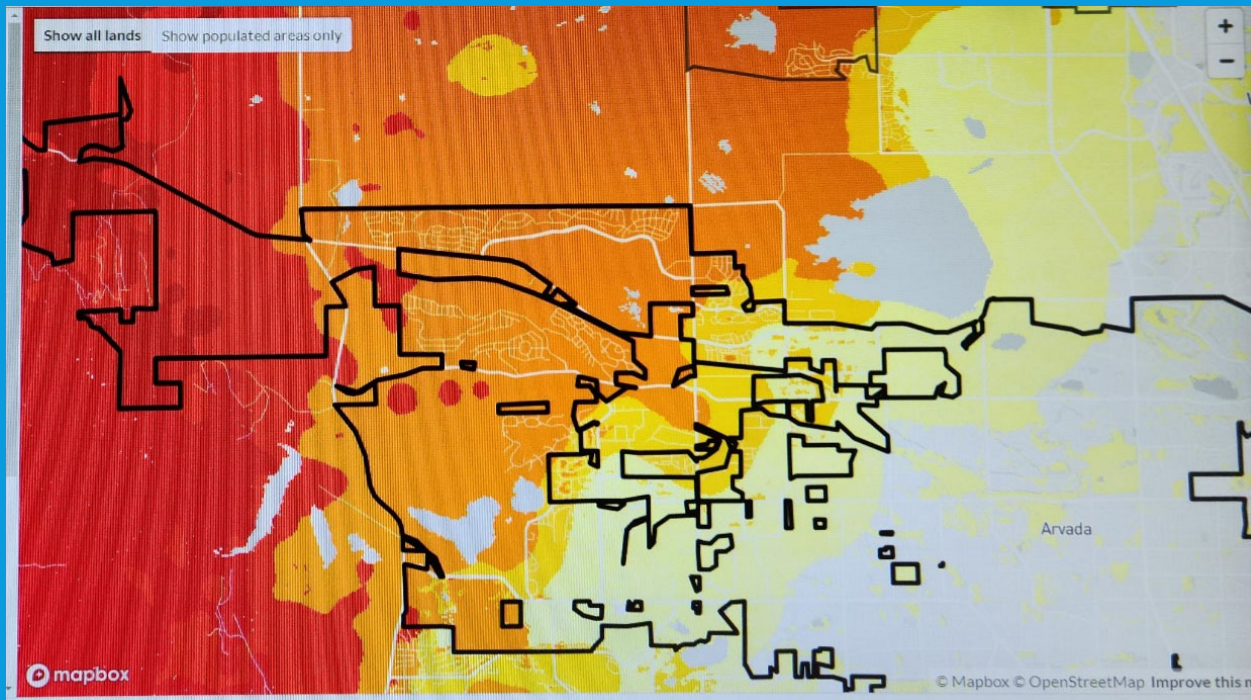 Show all lands Show populated areas only
+
−
Arvada
mapbox
© Mapbox © OpenStreetMap Improve this